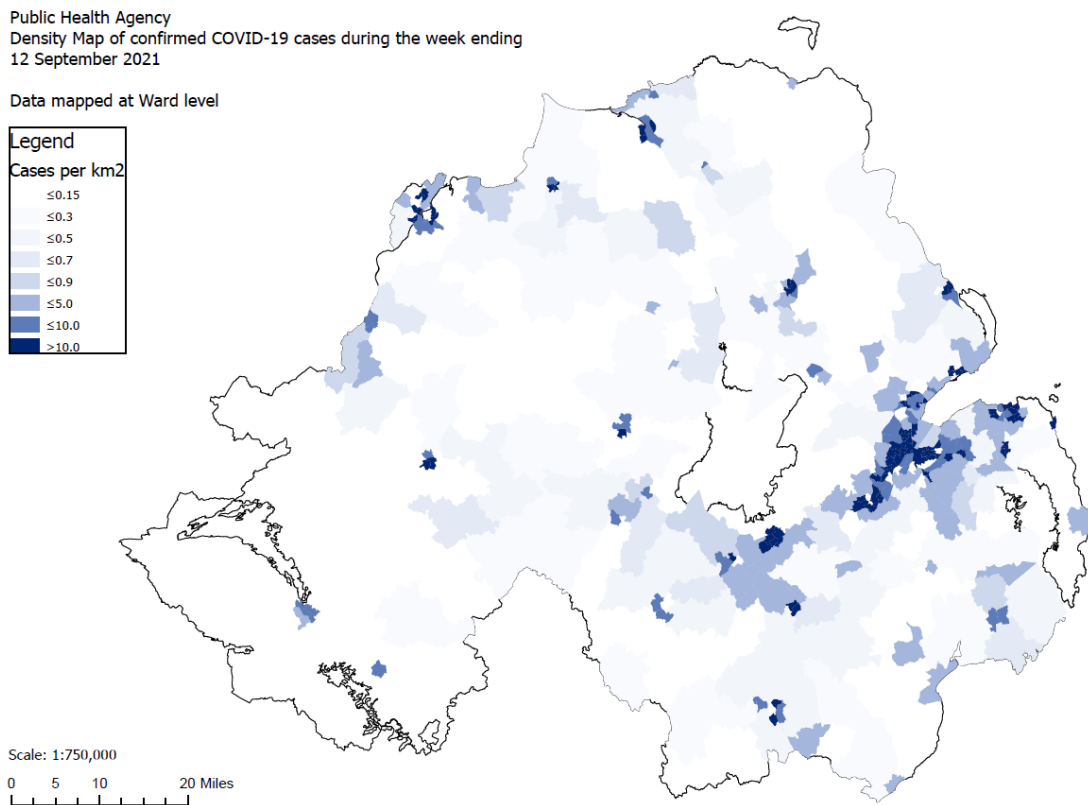 Public Health Agency
Density Map of confirmed COVID-19 cases during the week ending
12 September 2021
Data mapped at Ward level
Legend
Cases per km2
≤0.15
≤0.3
≤0.5
≤0.7
≤0.9
≤5.0
≤10.0
>10.0
Scale: 1:750,000
0 5 10 20 Miles